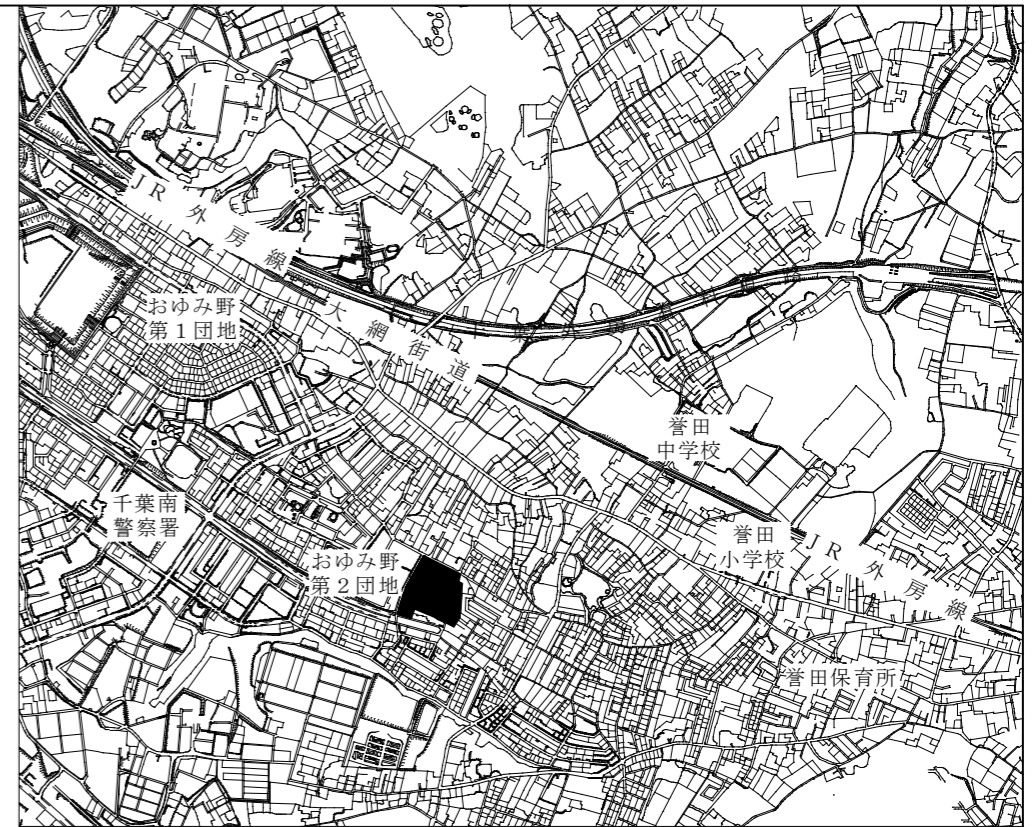 JR外房線
おゆみ野
第1団地
大網街道
誉田
中学校
千葉南
警察署
誉田
小学校
JR外房線
おゆみ野
第2団地
誉田保育所